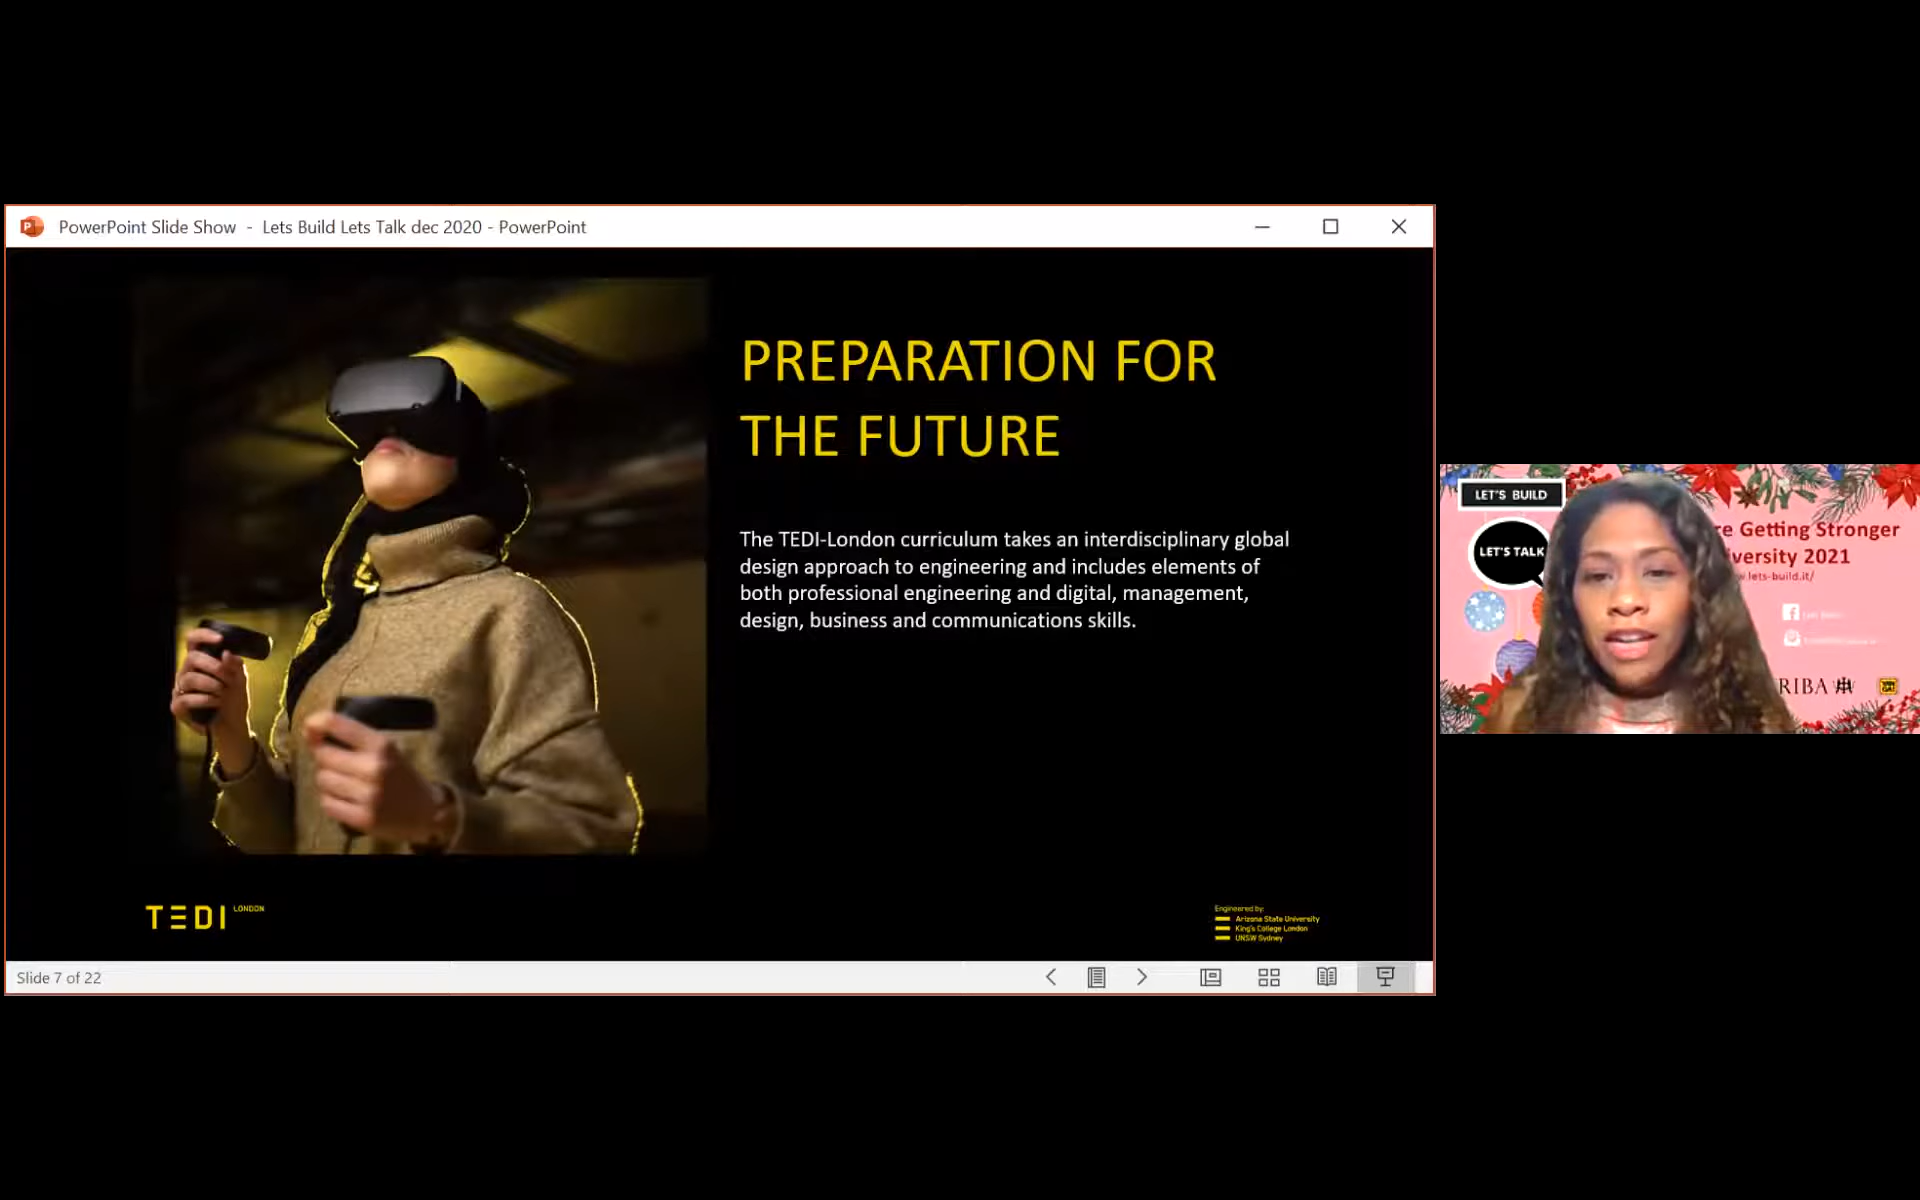 PowerPoint Slide Show - Lets Build Lets Talk dec 2020 - PowerPoint
PREPARATION FOR
THE FUTURE
The TEDI-London curriculum takes an interdisciplinary global
design approach to engineering and includes elements of
both professional engineering and digital, management,
design, business and communications skills.
TEDI LONDON
Engineered by:
Arizona State University
King's College London
UNSW Sydney
Slide 7 of 22
LET'S BUILD
LET'S TALK
re Getting Stronger
versity 2021
w.lets-build.it/
RIBA